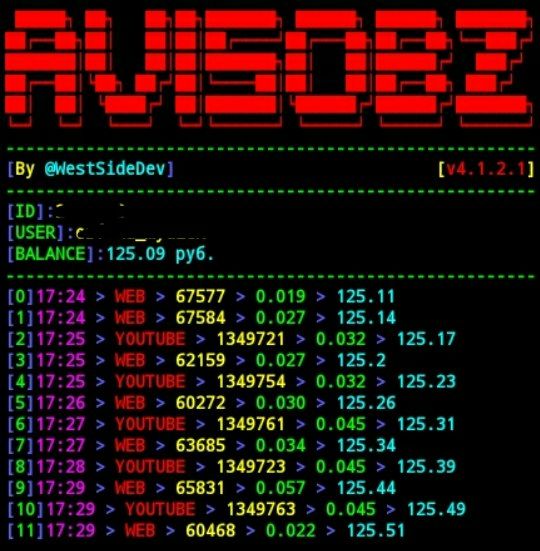 AVISOBZ
[By @WestSideDev] [v4.1.2.1]
[ID]:
[USER]:
[BALANCE]:125.09 руб.
[0]17:24 > WEB > 67577 > 0.019 > 125.11
[1]17:24 > WEB > 67584 > 0.027 > 125.14
[2]17:25 > YOUTUBE > 1349721 > 0.032 > 125.17
[3]17:25 > WEB > 62159 > 0.027 > 125.2
[4]17:25 > YOUTUBE > 1349754 > 0.032 > 125.23
[5]17:26 > WEB > 60272 > 0.030 > 125.26
[6]17:27 > YOUTUBE > 1349761 > 0.045 > 125.31
[7]17:27 > WEB > 63685 > 0.034 > 125.34
[8]17:28 > YOUTUBE > 1349723 > 0.045 > 125.39
[9]17:29 > WEB > 65831 > 0.057 > 125.44
[10]17:29 > YOUTUBE > 1349763 > 0.045 > 125.49
[11]17:29 > WEB > 60468 > 0.022 > 125.51